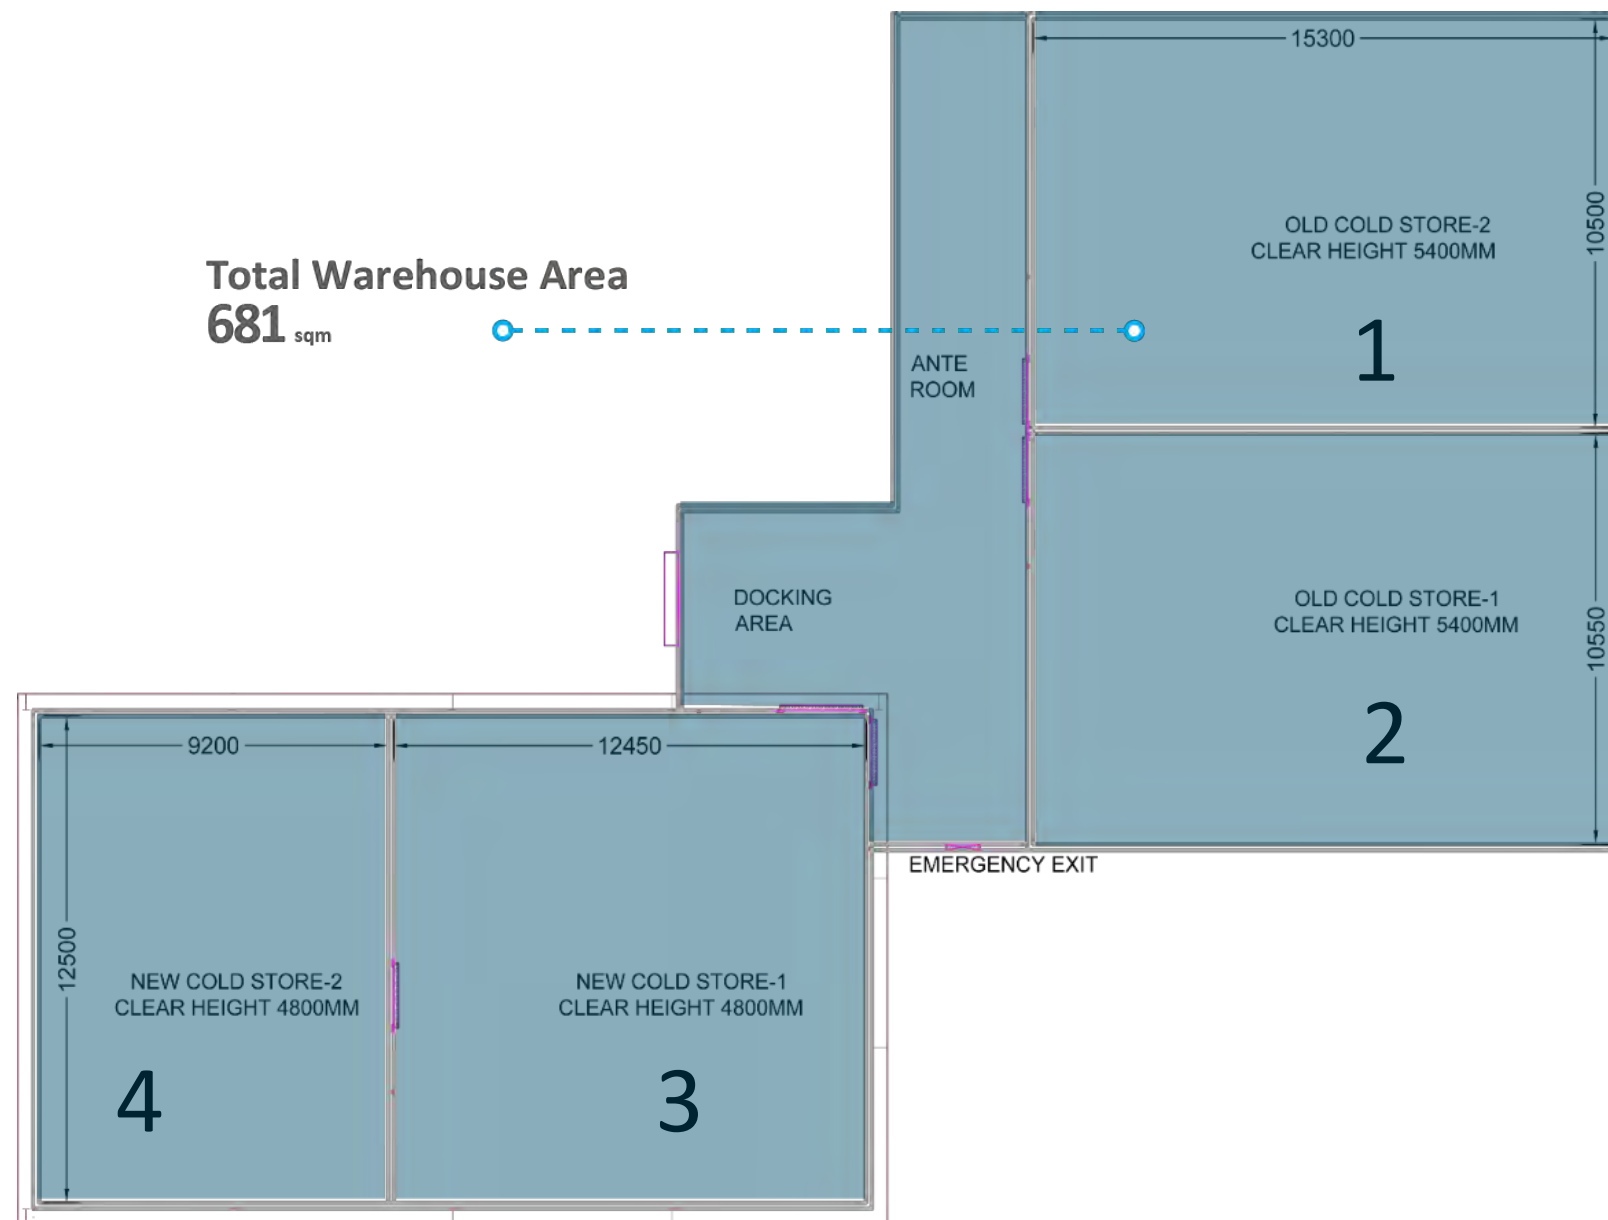 15300
10500
OLD COLD STORE-2
CLEAR HEIGHT 5400MM
1
Total Warehouse Area
681 sqm
ANTE
ROOM
DOCKING
AREA
OLD COLD STORE-1
CLEAR HEIGHT 5400MM
10550
2
9200
12450
EMERGENCY EXIT
12500
NEW COLD STORE-2
CLEAR HEIGHT 4800MM
4
NEW COLD STORE-1
CLEAR HEIGHT 4800MM
3